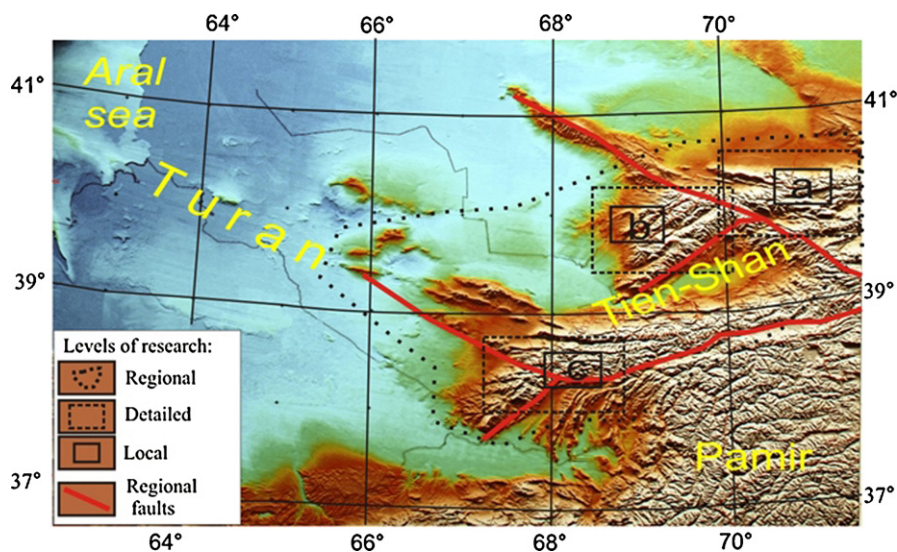 64° 66° 68° 70°
41° 41°
Aral
sea
Turan
a
b
Tien-Shan
39° 39°
c
Levels of research:
Regional
Detailed
Local
Regional
faults
Pamir
37° 37°
64° 66° 68° 70°